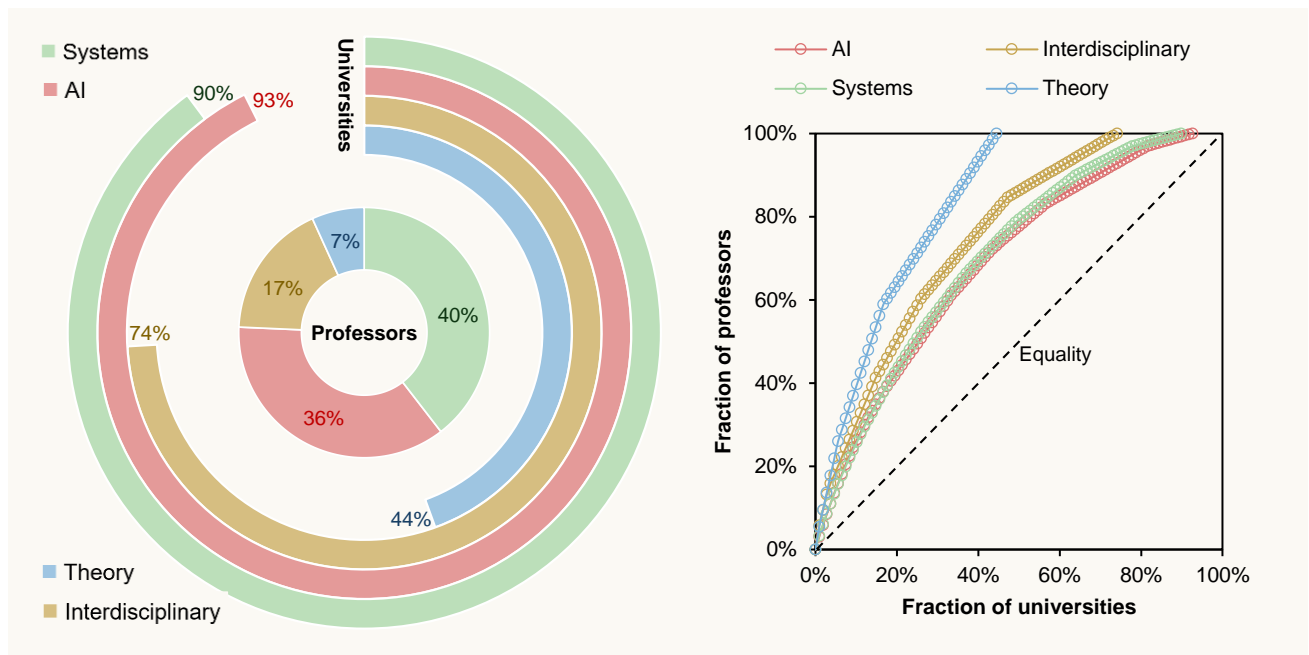 Systems
AI
Universities
90%
93%
74%
44%
7%
17%
40%
36%
Professors
Theory
Interdisciplinary
AI
Interdisciplinary
Systems
Theory
100%
80%
60%
40%
20%
0%
Fraction of professors
Equality
0% 20% 40% 60% 80% 100%
Fraction of universities